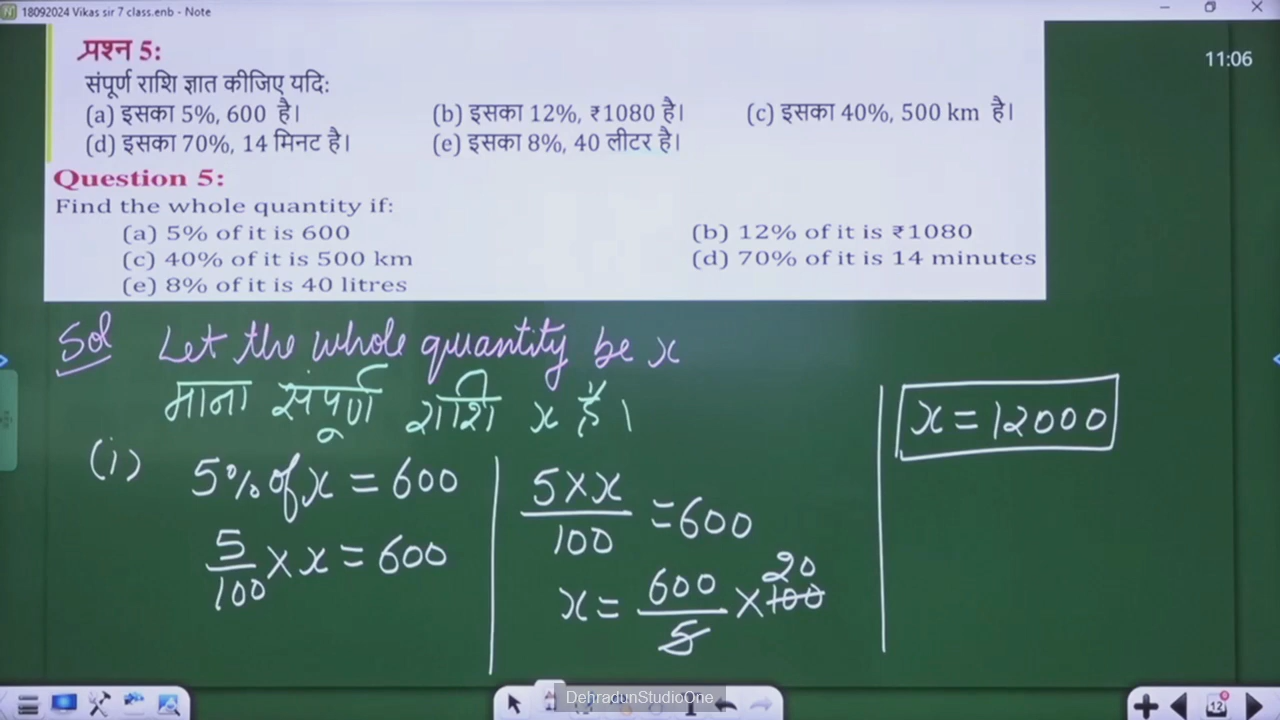 18092024 Vikas sir 7 class.enb - Note
11:06
प्रश्न 5:
संपूर्ण राशि ज्ञात कीजिए यदि:
(a) इसका 5%, 600 है। (b) इसका 12%, ₹1080 है। (c) इसका 40%, 500 km है।
(d) इसका 70%, 14 मिनट है। (e) इसका 8%, 40 लीटर है।
Question 5:
Find the whole quantity if:
(a) 5% of it is 600 (b) 12% of it is ₹1080
(c) 40% of it is 500 km (d) 70% of it is 14 minutes
(e) 8% of it is 40 litres
Sol Let the whole quantity be x
माना संपूर्ण राशि x है।
(i) 5% of x = 600
5/100 × x = 600
5 × x / 100 = 600
x = 600/5 × 100 20
x = 12000
DehradunStudioOne
12